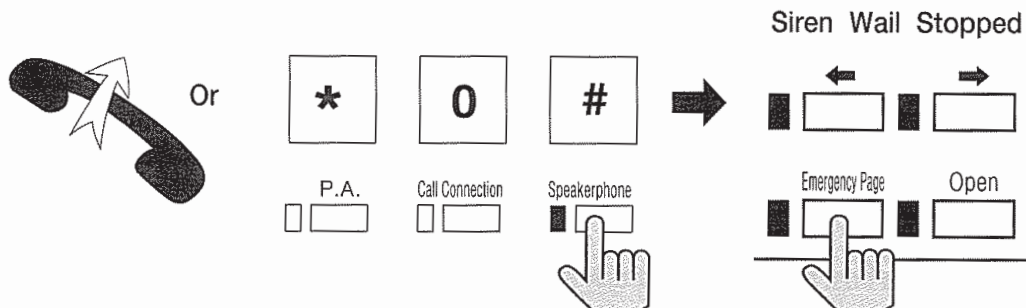 Siren Wail Stopped
Or
* 0 #
P.A. Call Connection Speakerphone
Emergency Page Open